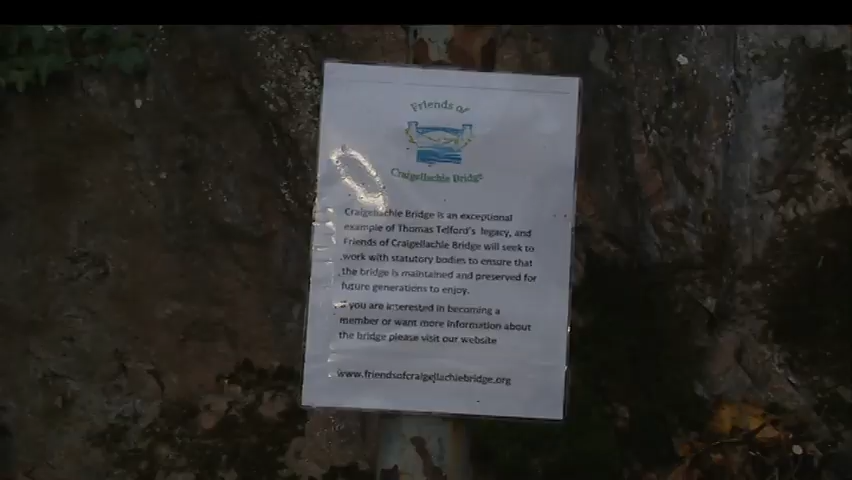 Friends of
Craigellachie Bridge
Craigellachie Bridge is an exceptional
example of Thomas Telford's legacy, and
Friends of Craigellachie Bridge will seek to
work with statutory bodies to ensure that
the bridge is maintained and preserved for
future generations to enjoy.
If you are interested in becoming a
member or want more information about
the bridge please visit our website
www.friendsofcraigellachiebridge.org